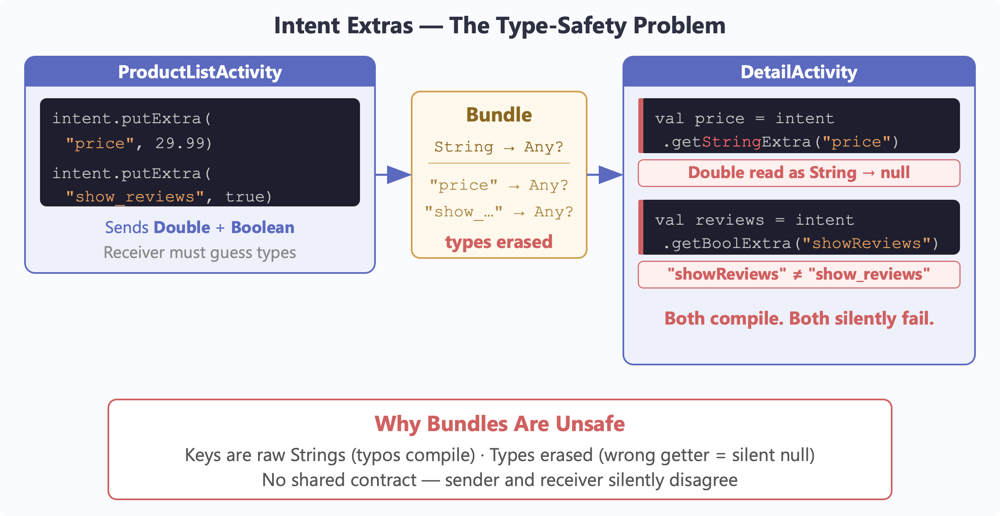 Intent Extras — The Type-Safety Problem
ProductListActivity
intent.putExtra(
"price", 29.99)
intent.putExtra(
"show_reviews", true)
Sends Double + Boolean
Receiver must guess types
Bundle
String → Any?
"price" → Any?
"show_…" → Any?
types erased
DetailActivity
val price = intent
.getStringExtra("price")
Double read as String → null
val reviews = intent
.getBoolExtra("showReviews")
"showReviews" ≠ "show_reviews"
Both compile. Both silently fail.
Why Bundles Are Unsafe
Keys are raw Strings (typos compile) · Types erased (wrong getter = silent null)
No shared contract — sender and receiver silently disagree